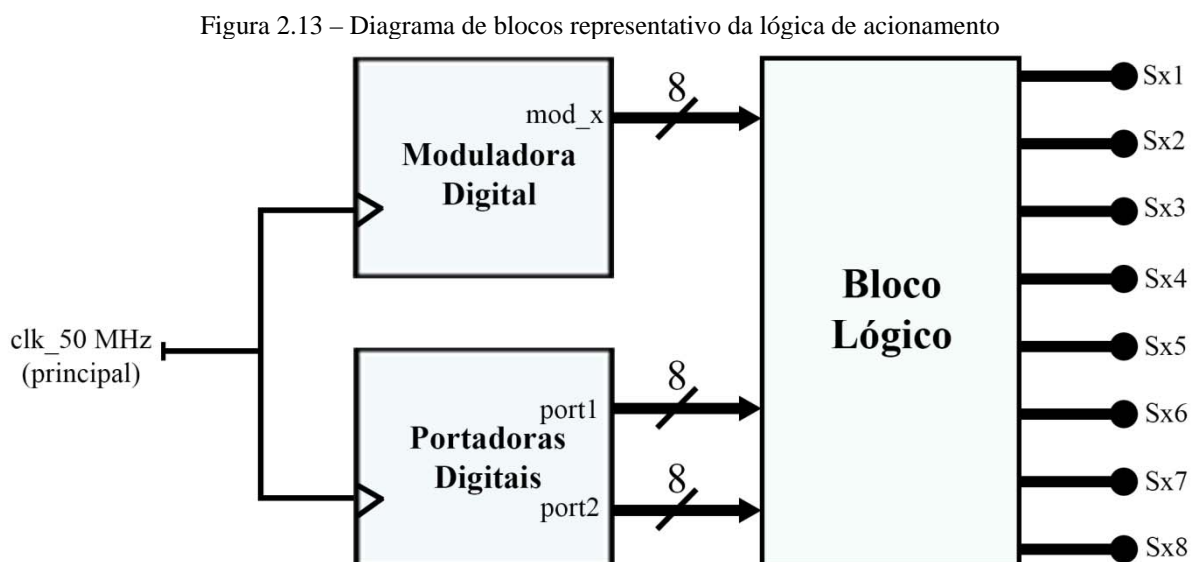 Figura 2.13 – Diagrama de blocos representativo da lógica de acionamento
clk_50 MHz
(principal)
mod_x
Moduladora
Digital
8
port1
Portadoras
Digitais
port2
8
8
Bloco
Lógico
Sx1
Sx2
Sx3
Sx4
Sx5
Sx6
Sx7
Sx8